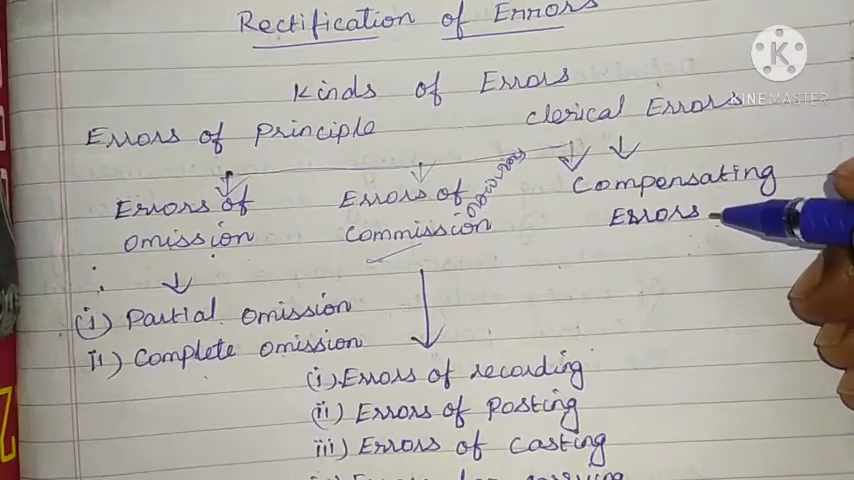 Rectification of Errors
Kinds of Errors
Errors of Principle
Clerical Errors
KINEMASTER
Errors of
omission
Errors of
Commission
Compensating
Errors
(i) Partial omission
ii) Complete omission
(i) Errors of recording
(ii) Errors of Posting
iii) Errors of casting